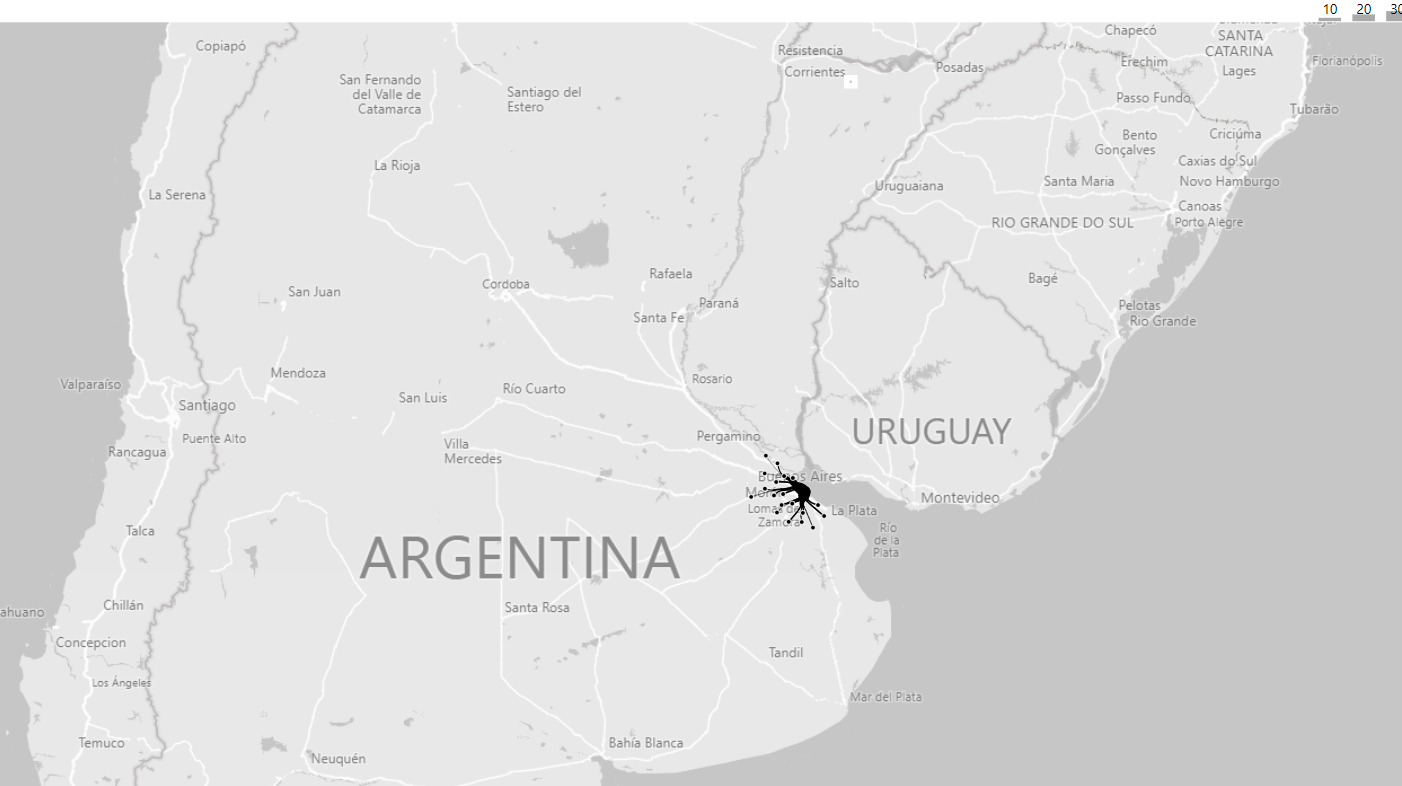 10 20 30
Copiapó
San Fernando
del Valle de
Catamarca
Santiago del
Estero
Resistencia
Corrientes
Posadas
Chapecó
SANTA
CATARINA
Erechim
Lages
Florianópolis
Passo Fundo
Tubarão
Bento
Gonçalves
Criciúma
Caxias do Sul
La Rioja
La Serena
Uruguaiana
Santa Maria
Novo Hamburgo
Canoas
Porto Alegre
RIO GRANDE DO SUL
Rafaela
Bagé
Cordoba
Salto
San Juan
Paraná
Santa Fe
Pelotas
Rio Grande
Valparaíso
Mendoza
Rosario
San Luis
Río Cuarto
Santiago
Puente Alto
Pergamino
URUGUAY
Villa
Mercedes
Rancagua
Buenos Aires
Montevideo
Lomas de
Zamora
La Plata
Río
de la
Plata
Talca
ARGENTINA
Chillán
Santa Rosa
ahuano
Concepcion
Tandil
Los Ángeles
Mar del Plata
Temuco
Bahía Blanca
Neuquén